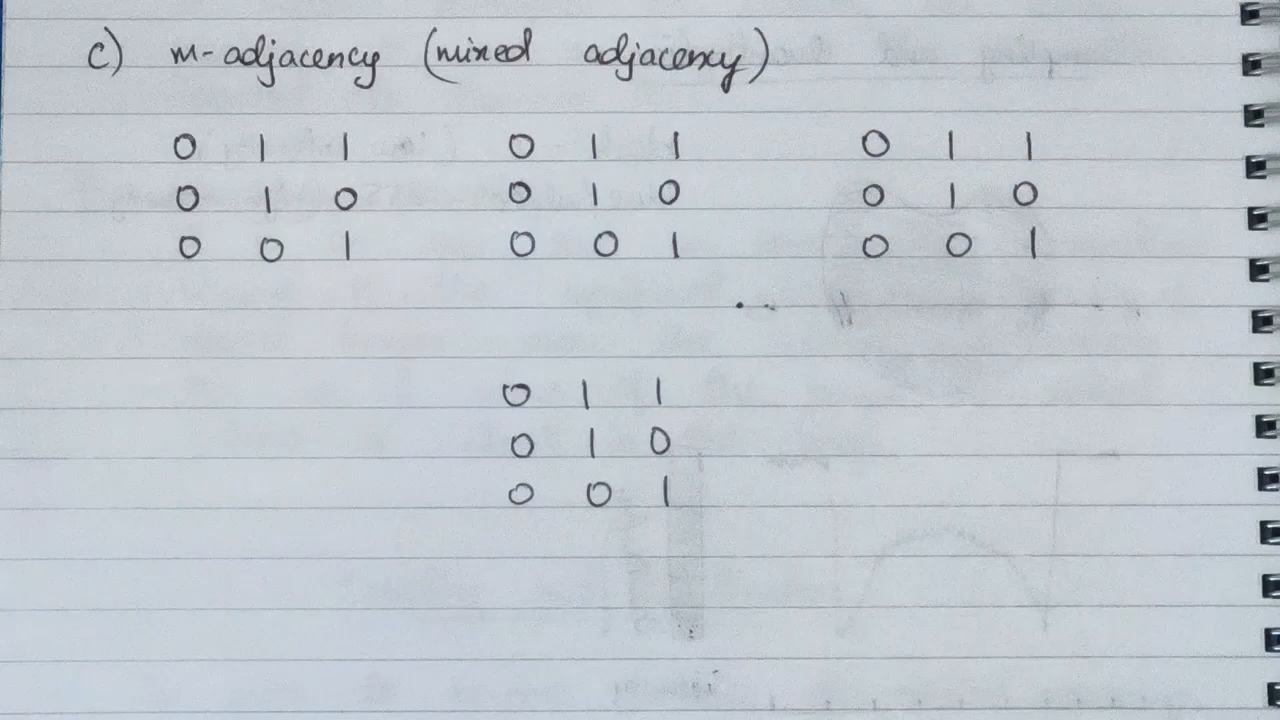 c) m-adjacency (mixed adjacency)
0 1 1 0 1 1 0 1 1
0 1 0 0 1 0 0 1 0
0 0 1 0 0 1 0 0 1
0 1 1
0 1 0
0 0 1